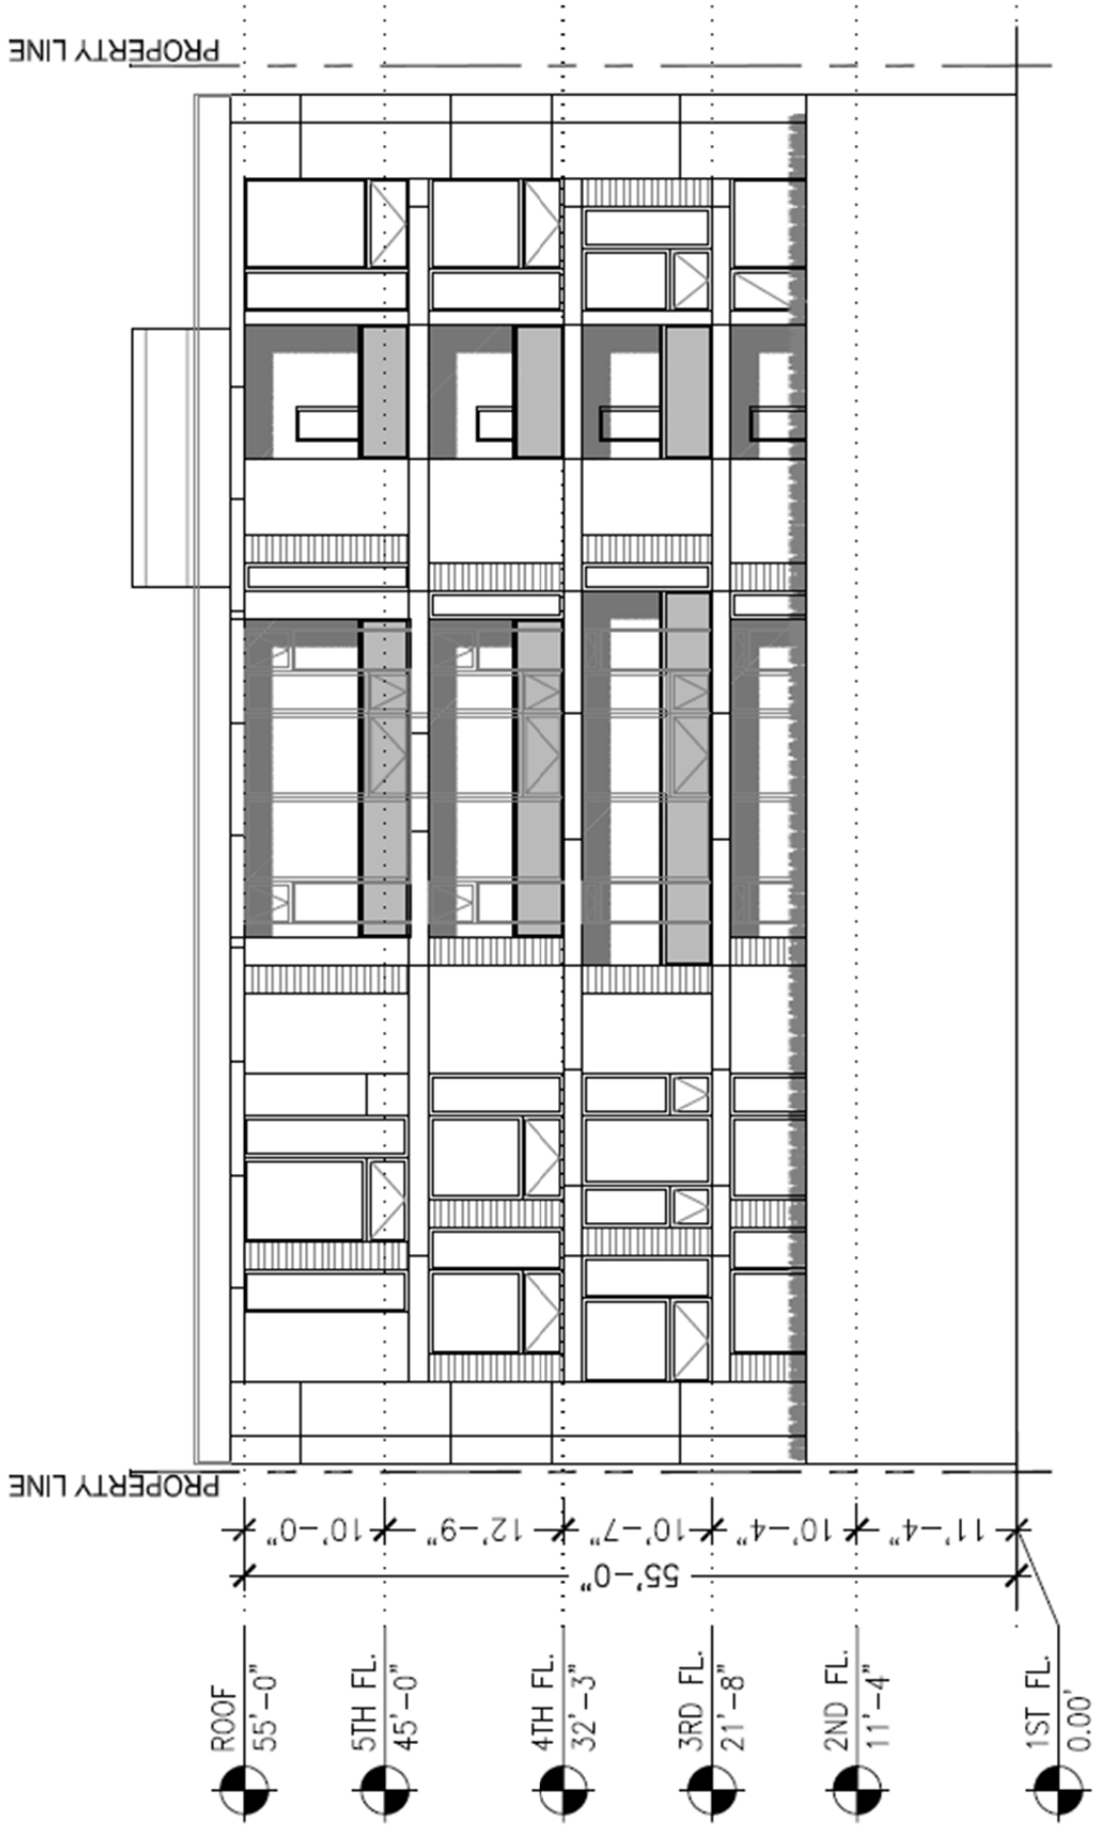 PROPERTY LINE
PROPERTY LINE
10'-0"
12'-9"
10'-7"
10'-4"
11'-4"
55'-0"
ROOF
55'-0"
5TH FL.
45'-0"
4TH FL.
32'-3"
3RD FL.
21'-8"
2ND FL.
11'-4"
1ST FL.
0.00'